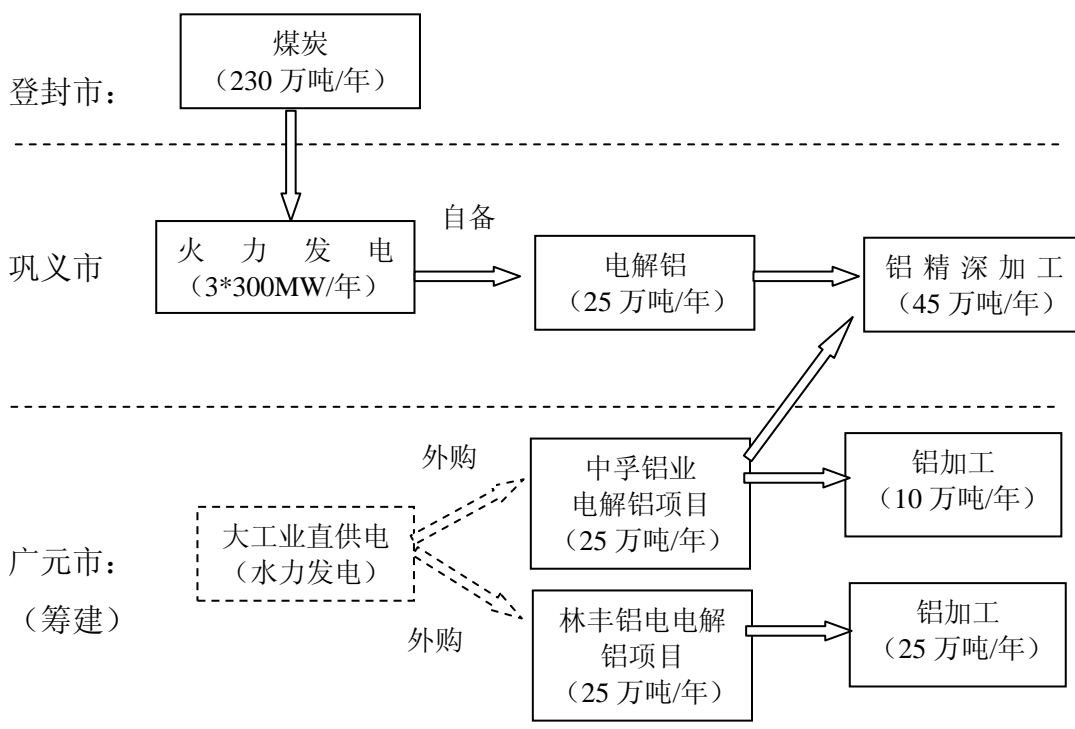 煤炭
（230 万吨/年）
登封市：
自备
火力发电
（3*300MW/年）
巩义市
电解铝
（25 万吨/年）
铝精深加工
（45 万吨/年）
外购
中孚铝业
电解铝项目
（25 万吨/年）
铝加工
（10 万吨/年）
大工业直供电
（水力发电）
广元市：
（筹建）
外购
林丰铝电电解
铝项目
（25 万吨/年）
铝加工
（25 万吨/年）